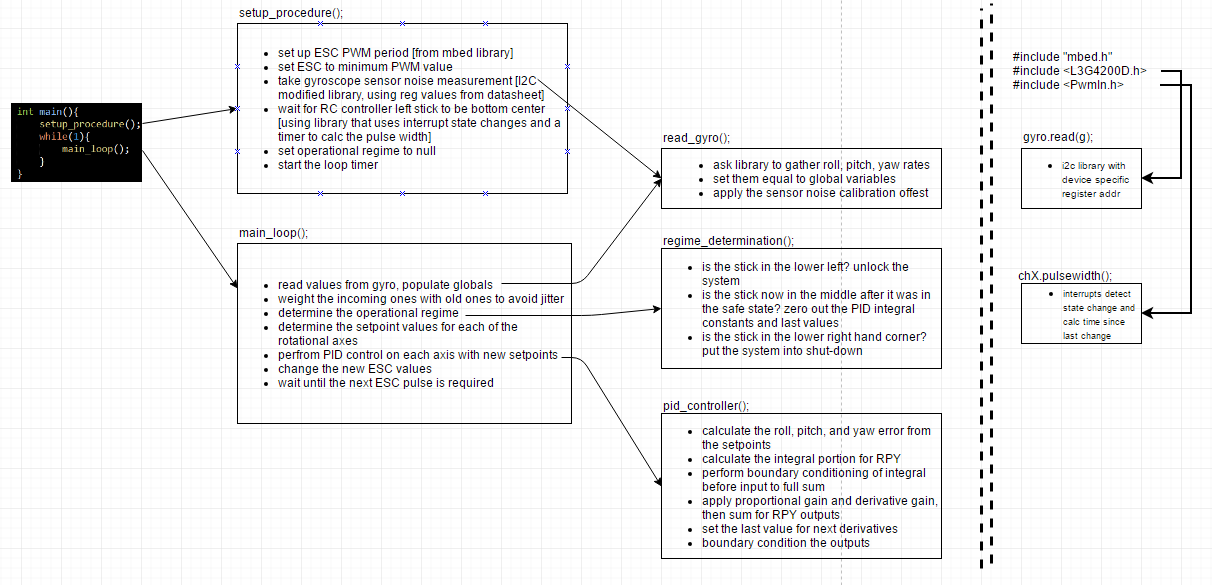 int main(){
setup_procedure();
while(1){
main_loop();
}
}
setup_procedure();
• set up ESC PWM period [from mbed library]
• set ESC to minimum PWM value
• take gyroscope sensor noise measurement [I2C
modified library, using reg values from datasheet]
• wait for RC controller left stick to be bottom center
[using library that uses interrupt state changes and a
timer to calc the pulse width]
• set operational regime to null
• start the loop timer
main_loop();
• read values from gyro, populate globals
• weight the incoming ones with old ones to avoid jitter
• determine the operational regime
• determine the setpoint values for each of the
rotational axes
• perfrom PID control on each axis with new setpoints
• change the new ESC values
• wait until the next ESC pulse is required
read_gyro();
• ask library to gather roll, pitch, yaw rates
• set them equal to global variables
• apply the sensor noise calibration offest
regime_determination();
• is the stick in the lower left? unlock the
system
• is the stick now in the middle after it was in
the safe state? zero out the PID integral
constants and last values
• is the stick in the lower right hand corner?
put the system into shut-down
pid_controller();
• calculate the roll, pitch, and yaw error from
the setpoints
• calculate the integral portion for RPY
• perform boundary conditioning of integral
before input to full sum
• apply proportional gain and derivative gain,
then sum for RPY outputs
• set the last value for next derivatives
• boundary condition the outputs
#include "mbed.h"
#include <L3G4200D.h>
#include <PwmIn.h>
gyro.read(g);
• i2c library with
device specific
register addr
chX.pulsewidth();
• interrupts detect
state change and
calc time since
last change